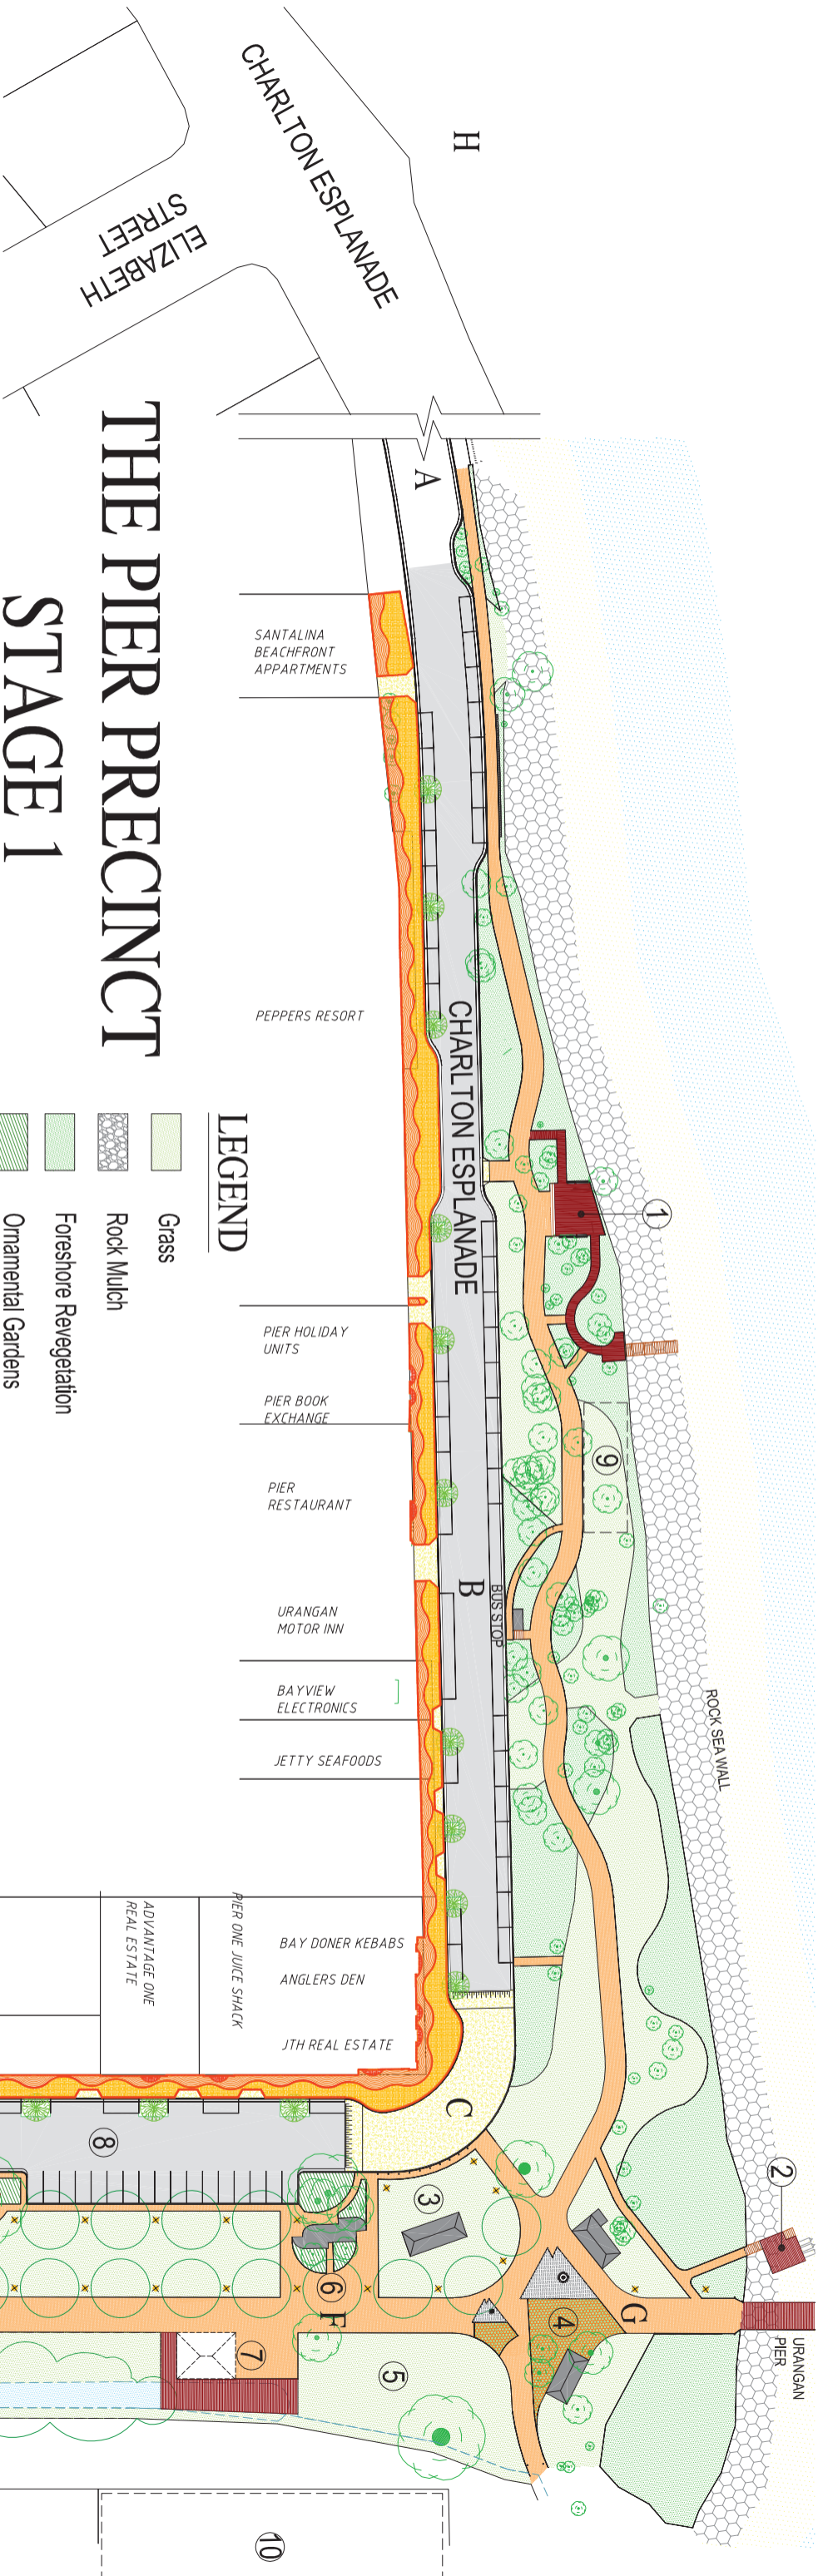 H
CHARLTON ESPLANADE
ELIZABETH
STREET
A
THE PIER PRECINCT
STAGE 1
SANTALINA
BEACHFRONT
APPARTMENTS
PEPPERS RESORT
CHARLTON ESPLANADE
LEGEND
Grass
Rock Mulch
Foreshore Revegetation
Ornamental Gardens
1
PIER HOLIDAY
UNITS
PIER BOOK
EXCHANGE
PIER
RESTAURANT
9
B
BUS STOP
URANGAN
MOTOR INN
BAYVIEW
ELECTRONICS
JETTY SEAFOODS
ROCK SEA WALL
ADVANTAGE ONE
REAL ESTATE
PIER ONE JUICE SHACK
BAY DONER KEBABS
ANGLERS DEN
JTH REAL ESTATE
C
8
3
2
6
F
4
G
7
5
URANGAN
PIER
10